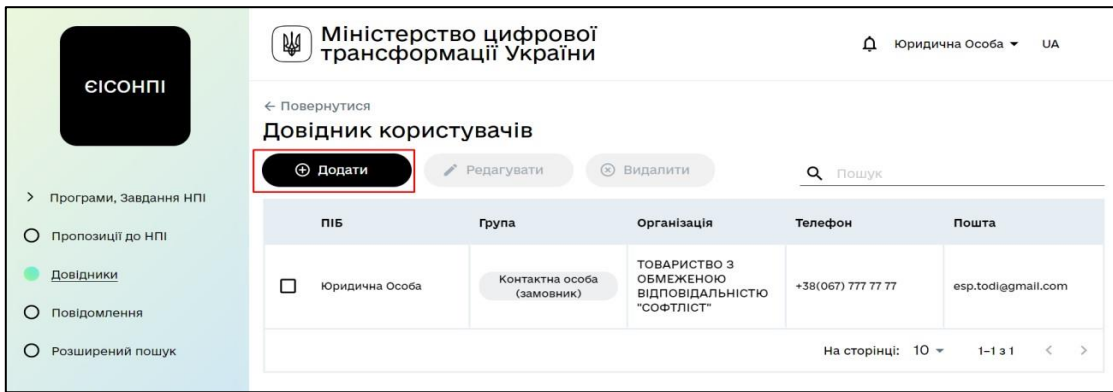 ЄІСОНПІ
Програми, Завдання НПІ
Пропозиції до НПІ
Довідники
Повідомлення
Розширений пошук
Міністерство цифрової
трансформації України
Юридична Особа
UA
← Повернутися
Довідник користувачів
Додати
Редагувати
Видалити
Пошук
ПІБ
Група
Організація
Телефон
Пошта
Юридична Особа
Контактна особа
(замовник)
ТОВАРИСТВО З
ОБМЕЖЕНОЮ
ВІДПОВІДАЛЬНІСТЮ
"СОФТЛІСТ"
+38(067) 777 77 77
esp.todi@gmail.com
На сторінці: 10
1–1 з 1